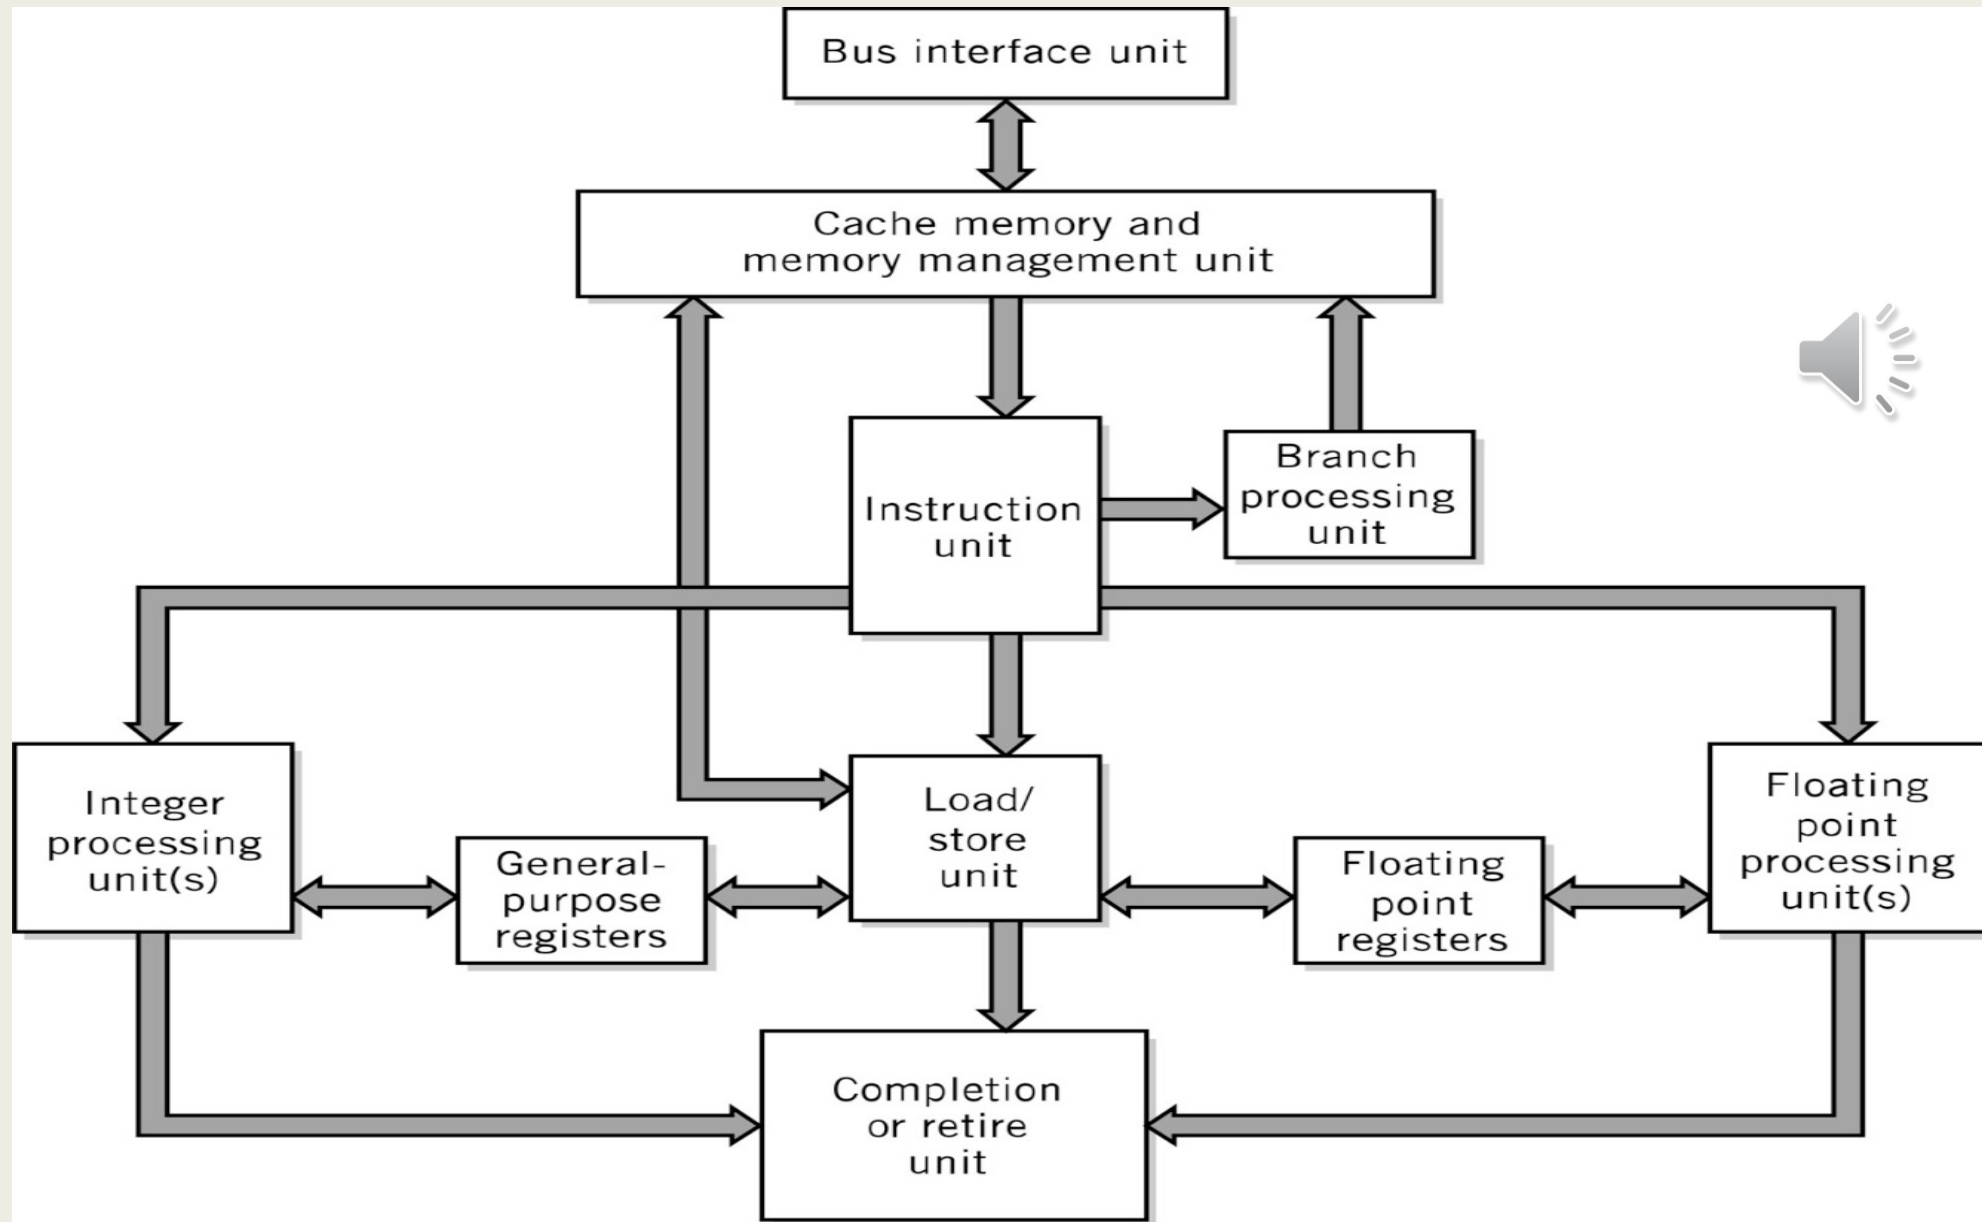 Bus interface unit
Cache memory and
memory management unit
Instruction
unit
Branch
processing
unit
Integer
processing
unit(s)
General-
purpose
registers
Load/
store
unit
Floating
point
registers
Floating
point
processing
unit(s)
Completion
or retire
unit